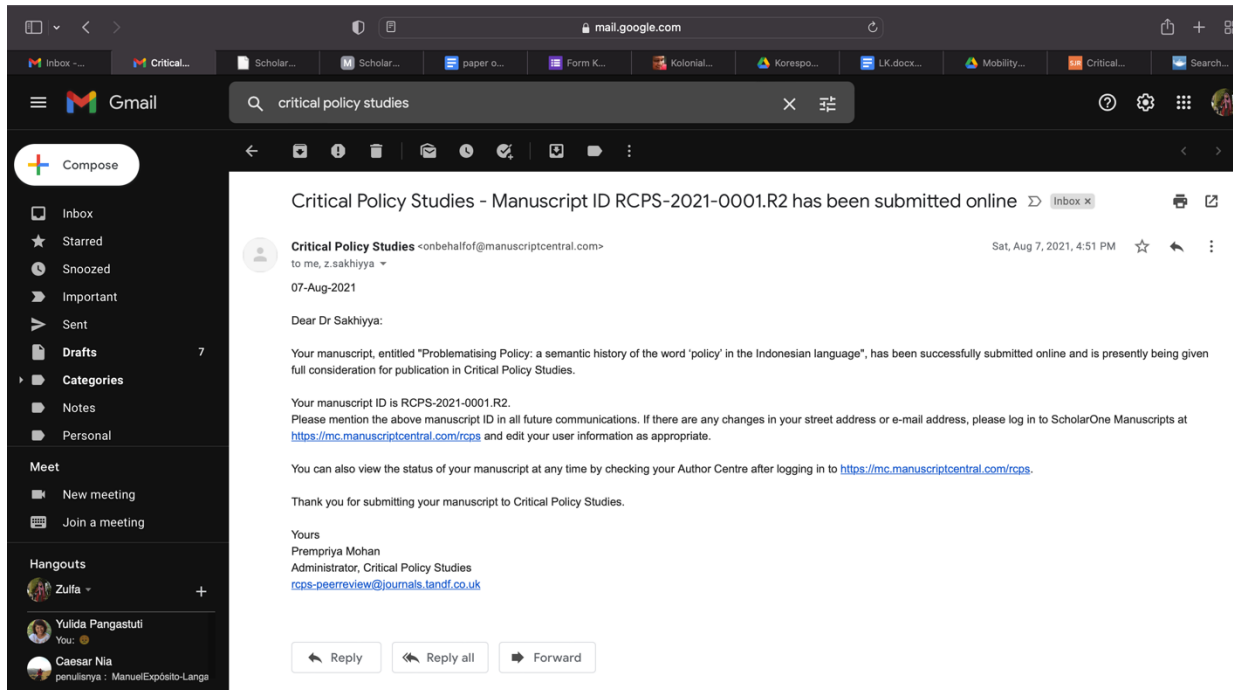 mail.google.com
Inbox -...
Critical...
Scholar...
Scholar...
paper o...
Form K...
Kolonial...
Korespo...
LK.docx...
Mobility...
Critical...
Search...
Gmail
critical policy studies
Compose
Critical Policy Studies - Manuscript ID RCPS-2021-0001.R2 has been submitted online
Inbox ×
Inbox
Starred
Snoozed
Important
Sent
Drafts 7
Categories
Notes
Personal
Meet
New meeting
Join a meeting
Hangouts
Zulfa
Yulida Pangastuti
You:
Caesar Nia
penulisnya : ManuelExpósito-Langa
Critical Policy Studies <onbehalfof@manuscriptcentral.com>
Sat, Aug 7, 2021, 4:51 PM
to me, z.sakhiyya
07-Aug-2021
Dear Dr Sakhiyya:
Your manuscript, entitled "Problematising Policy: a semantic history of the word ‘policy’ in the Indonesian language", has been successfully submitted online and is presently being given
full consideration for publication in Critical Policy Studies.
Your manuscript ID is RCPS-2021-0001.R2.
Please mention the above manuscript ID in all future communications. If there are any changes in your street address or e-mail address, please log in to ScholarOne Manuscripts at
https://mc.manuscriptcentral.com/rcps and edit your user information as appropriate.
You can also view the status of your manuscript at any time by checking your Author Centre after logging in to https://mc.manuscriptcentral.com/rcps.
Thank you for submitting your manuscript to Critical Policy Studies.
Yours
Prempriya Mohan
Administrator, Critical Policy Studies
rcps-peerreview@journals.tandf.co.uk
Reply
Reply all
Forward